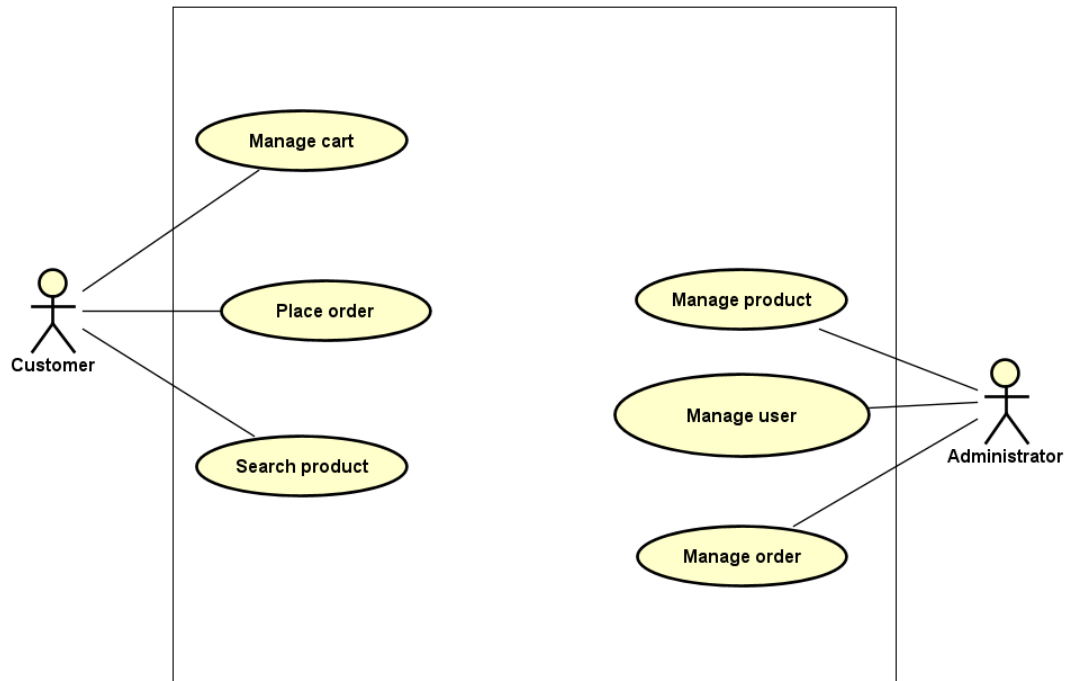 Manage cart
Place order
Customer
Search product
Manage product
Manage user
Administrator
Manage order